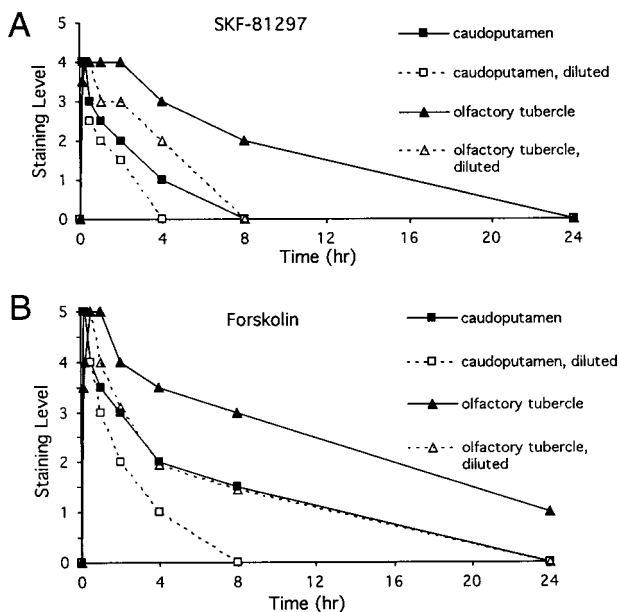 A
SKF-81297
Staining Level
5
4
3
2
1
0
0
4
8
12
16
20
24
Time (hr)
caudoputamen
caudoputamen, diluted
olfactory tubercle
olfactory tubercle,
diluted
B
Forskolin
Staining Level
5
4
3
2
1
0
0
4
8
12
16
20
24
Time (hr)
caudoputamen
caudoputamen, diluted
olfactory tubercle
olfactory tubercle,
diluted